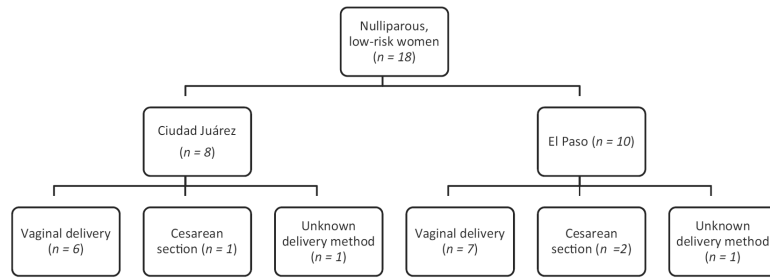 Nulliparous,
low-risk women
(n = 18)
Ciudad Juárez
(n = 8)
El Paso (n = 10)
Vaginal delivery
(n = 6)
Cesarean
section (n = 1)
Unknown
delivery method
(n = 1)
Vaginal delivery
(n = 7)
Cesarean
section (n =2)
Unknown
delivery method
(n = 1)